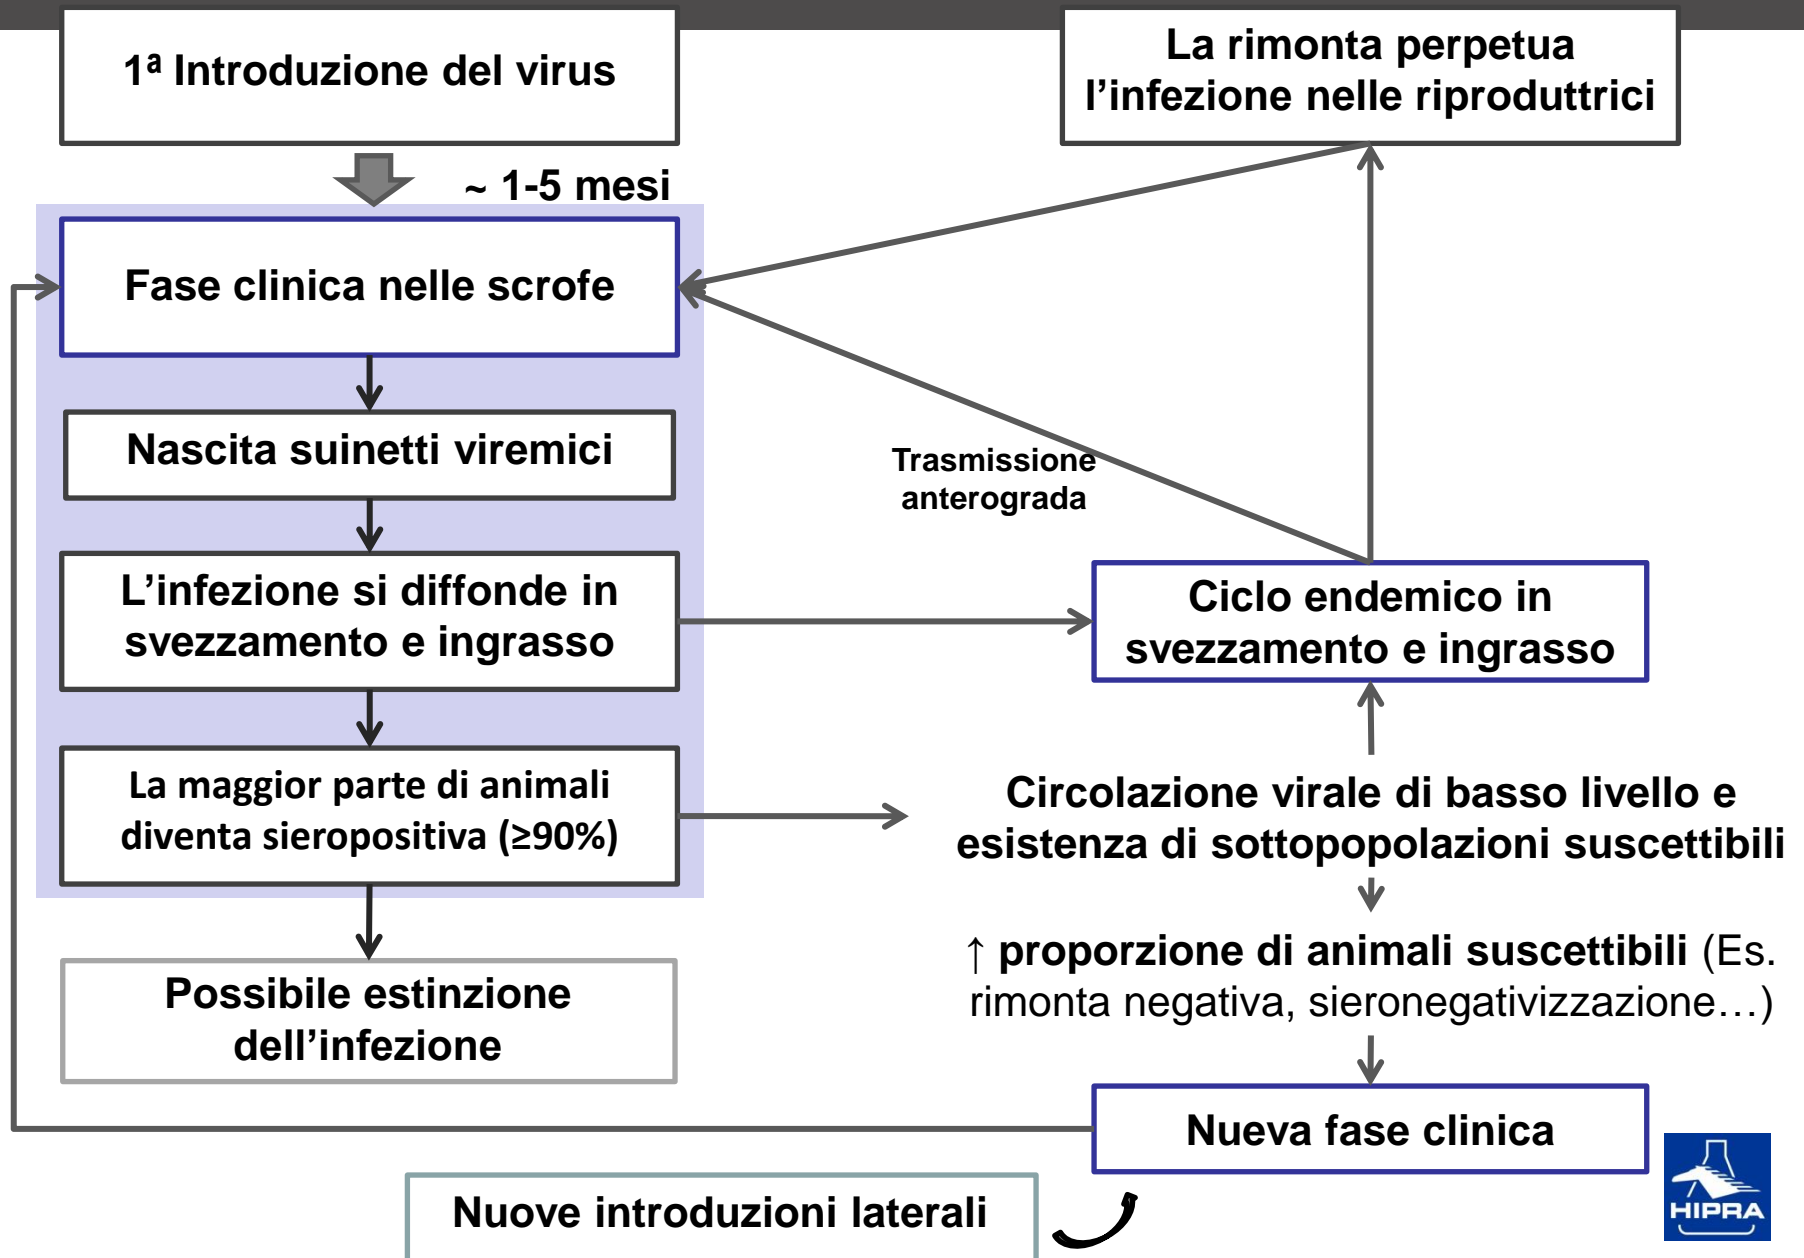 1ª Introduzione del virus
~ 1-5 mesi
Fase clinica nelle scrofe
Nascita suinetti viremici
L’infezione si diffonde in
svezzamento e ingrasso
La maggior parte di animali
diventa sieropositiva (≥90%)
Possibile estinzione
dell’infezione
La rimonta perpetua
l’infezione nelle riproduttrici
Trasmissione
anterograda
Ciclo endemico in
svezzamento e ingrasso
Circolazione virale di basso livello e
esistenza di sottopopolazioni suscettibili
↑ proporzione di animali suscettibili (Es.
rimonta negativa, sieronegativizzazione…)
Nueva fase clinica
Nuove introduzioni laterali
HIPRA